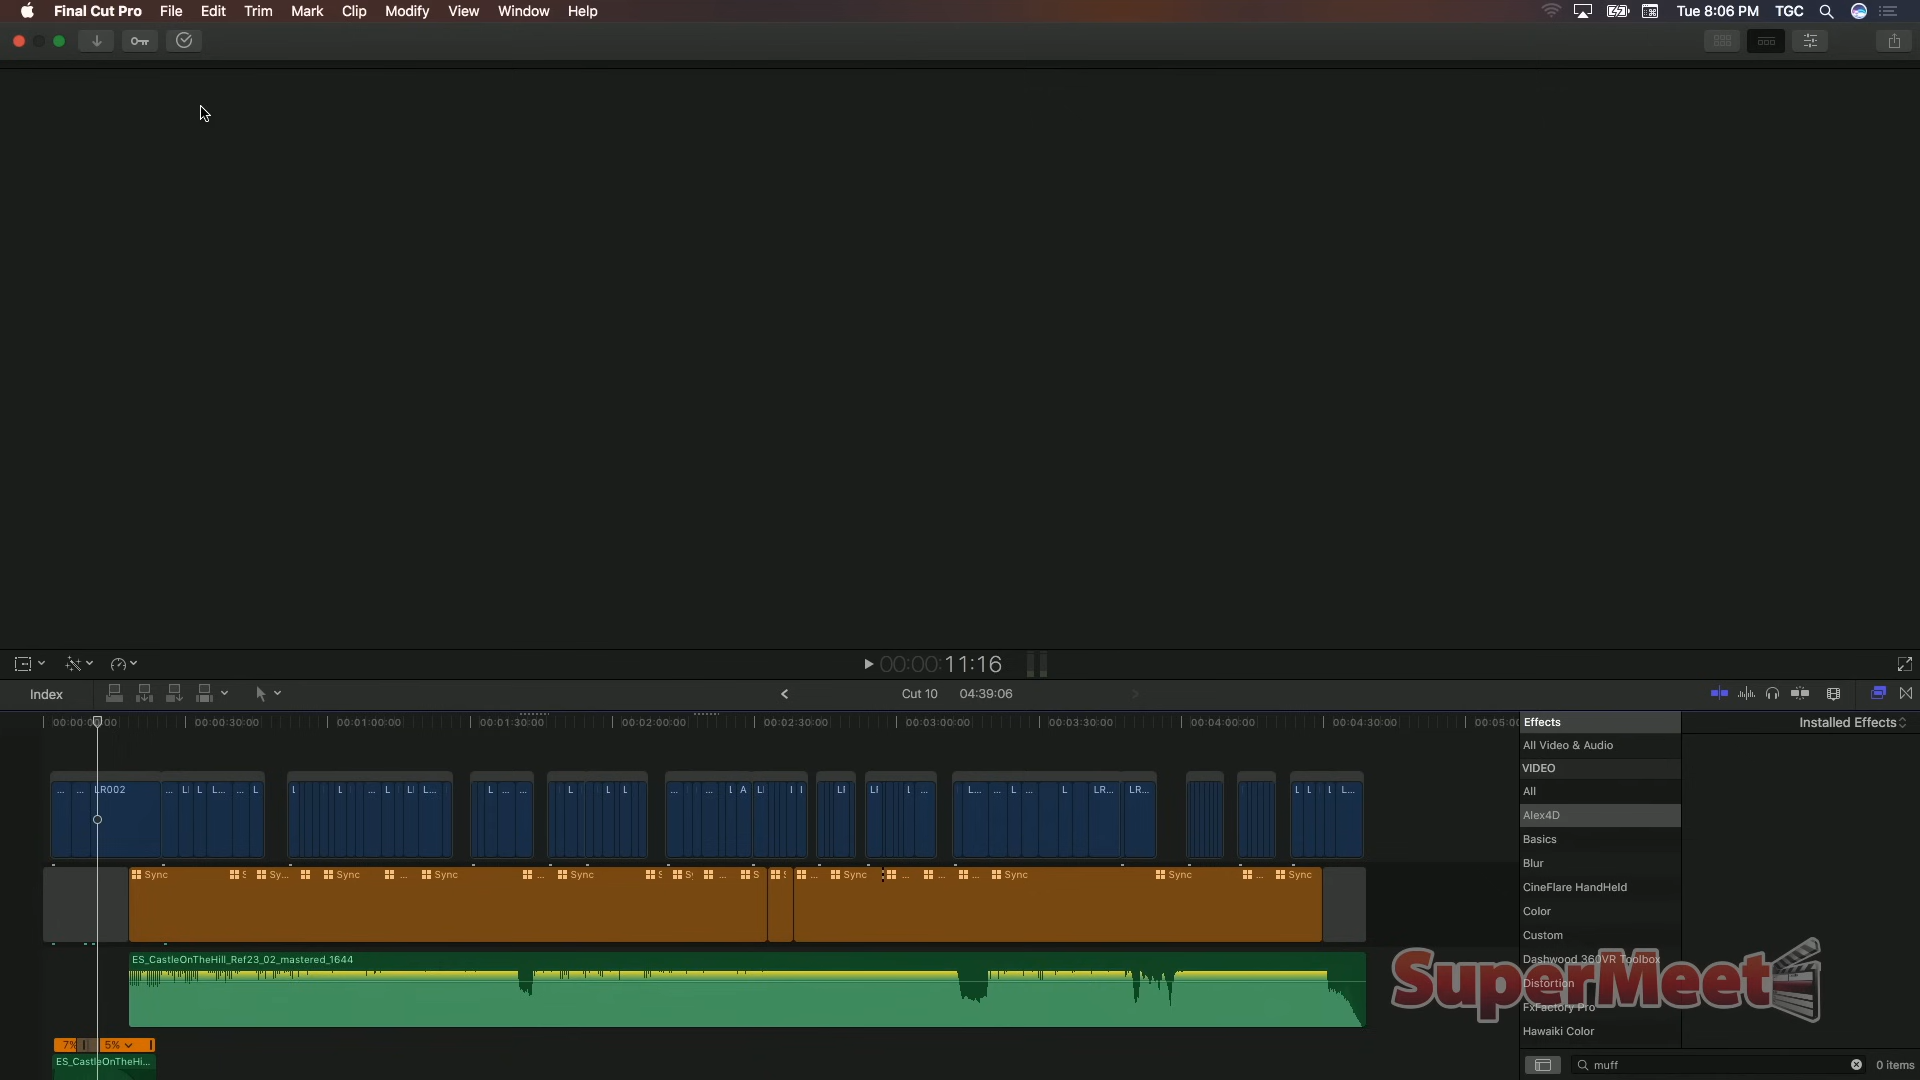 Final Cut Pro File Edit Trim Mark Clip Modify View Window Help Tue 8:06 PM TGC
00:00:11:16
Index Cut 10 04:39:06
00:00:00:00 00:00:30:00 00:01:00:00 00:01:30:00 00:02:00:00 00:02:30:00 00:03:00:00 00:03:30:00 00:04:00:00 00:04:30:00 00:05:0
Effects
Installed Effects
All Video & Audio
VIDEO
All
Alex4D
Basics
Blur
CineFlare HandHeld
Color
Custom
Dashwood 360VR Toolbox
Distortion
FxFactory Pro
Hawaiki Color
muff 0 items
... ... LR002 ... L L L... ... L L L ... L L L... L ... ... L L L ... ... L A L L LR... LR... L L L L...
Sync S Sy... Sync ... Sync ... Sync S Sy ... S S ... Sync ... ... ... Sync Sync ... Sync
ES_CastleOnTheHill_Ref23_02_mastered_1644
7% 5%
ES_CastleOnTheHi...
SuperMeet